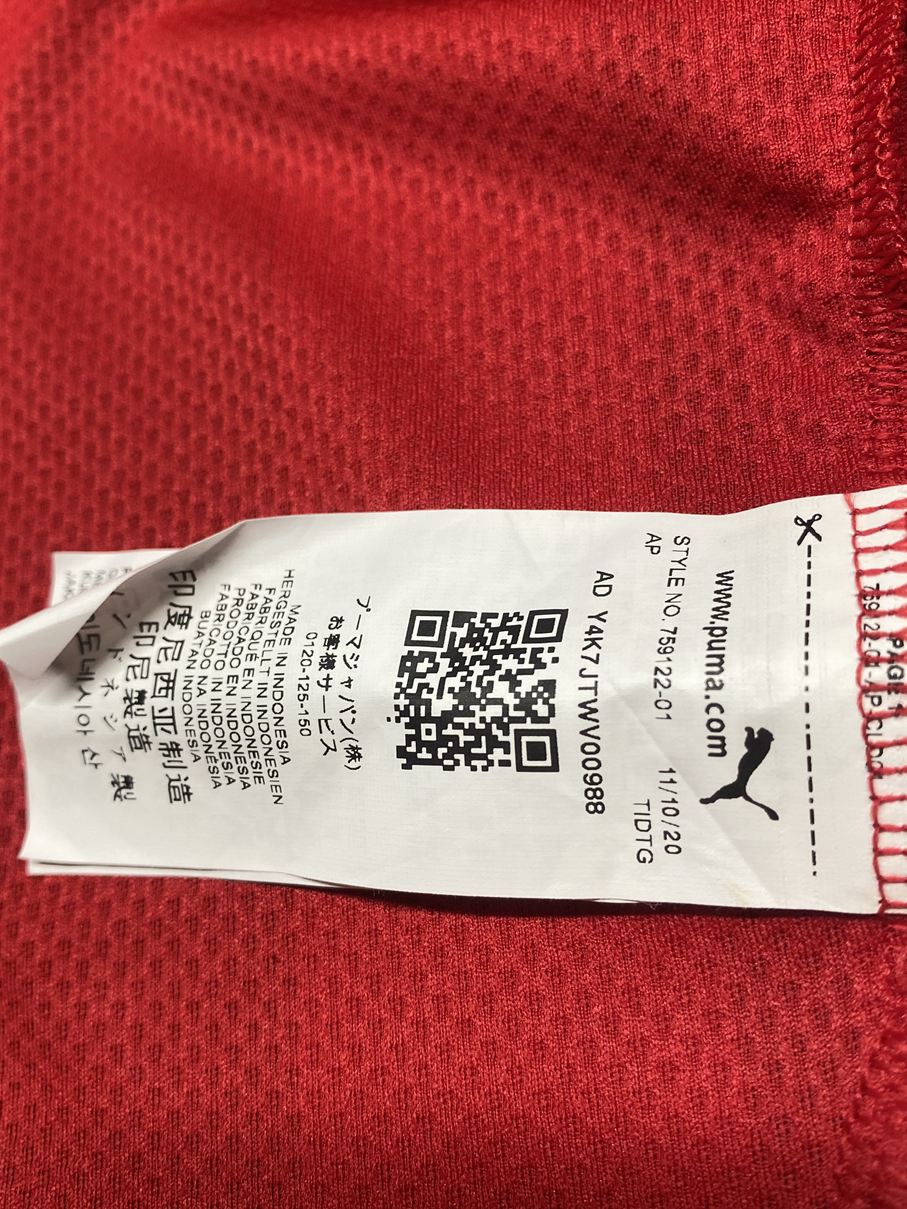 PAGE 1
www.puma.com
STYLE NO. 759122-01 11/10/20
AP TIDTG
AD Y4K7JTWV00988
プーマジャパン(株)
お客様サービス
0120-125-150
MADE IN INDONESIA
HERGESTELLT IN INDONESIEN
FABRIQUÉ EN INDONESIE
FABRICADO EN INDONESIA
PRODOTTO IN INDONESIA
FABRICADO NA INDONESIA
BUATAN INDONESIA
印度尼西亚制造
印尼製造
インドネシア製
인도네시아 산